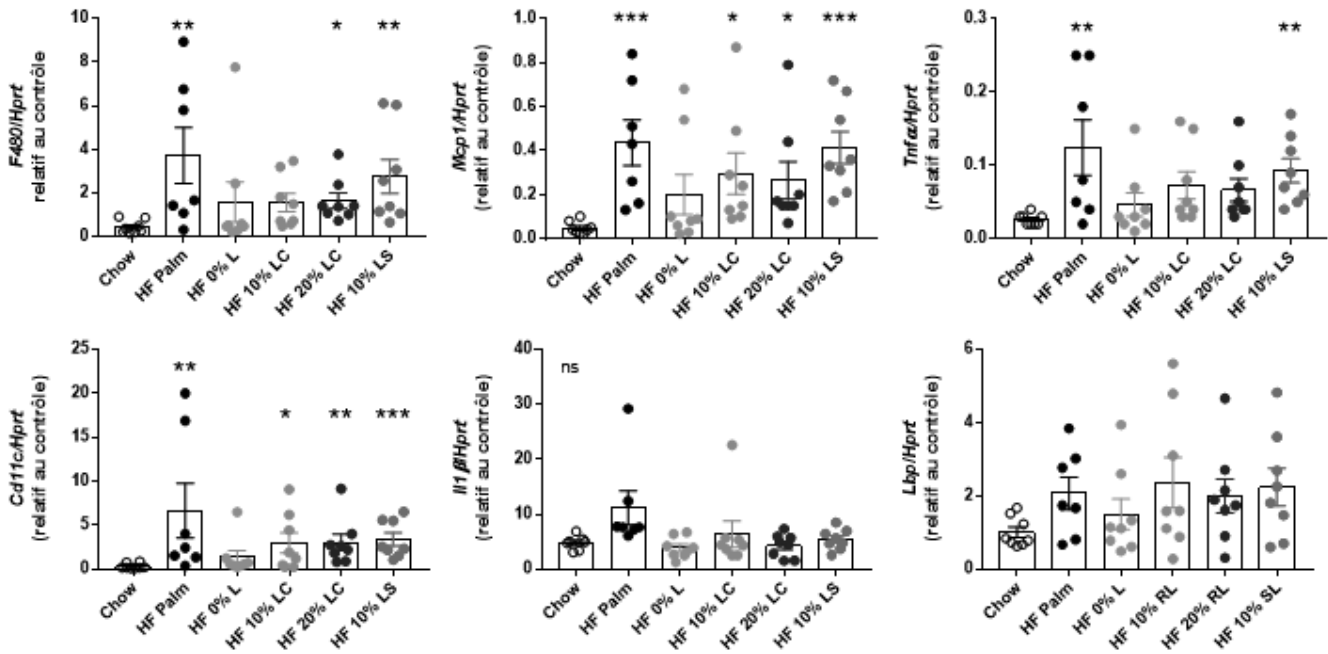 F480/Hprt
relatif au contrôle
10
8
6
4
2
0
**
*
**
Chow
HF Palm
HF 0% L
HF 10% LC
HF 20% LC
HF 10% LS
Mcp1/Hprt
(relatif au contrôle)
1.0
0.8
0.6
0.4
0.2
0.0
***
*
*
***
Chow
HF Palm
HF 0% L
HF 10% LC
HF 20% LC
HF 10% LS
Tnfα/Hprt
(relatif au contrôle)
0.3
0.2
0.1
0.0
**
**
Chow
HF Palm
HF 0% L
HF 10% LC
HF 20% LC
HF 10% LS
Cd11c/Hprt
(relatif au contrôle)
25
20
15
10
5
0
**
*
**
***
Chow
HF Palm
HF 0% L
HF 10% LC
HF 20% LC
HF 10% LS
Il1β/Hprt
(relatif au contrôle)
40
30
20
10
0
ns
Chow
HF Palm
HF 0% L
HF 10% LC
HF 20% LC
HF 10% LS
Lbp/Hprt
(relatif au contrôle)
6
4
2
0
Chow
HF Palm
HF 0% L
HF 10% RL
HF 20% RL
HF 10% SL